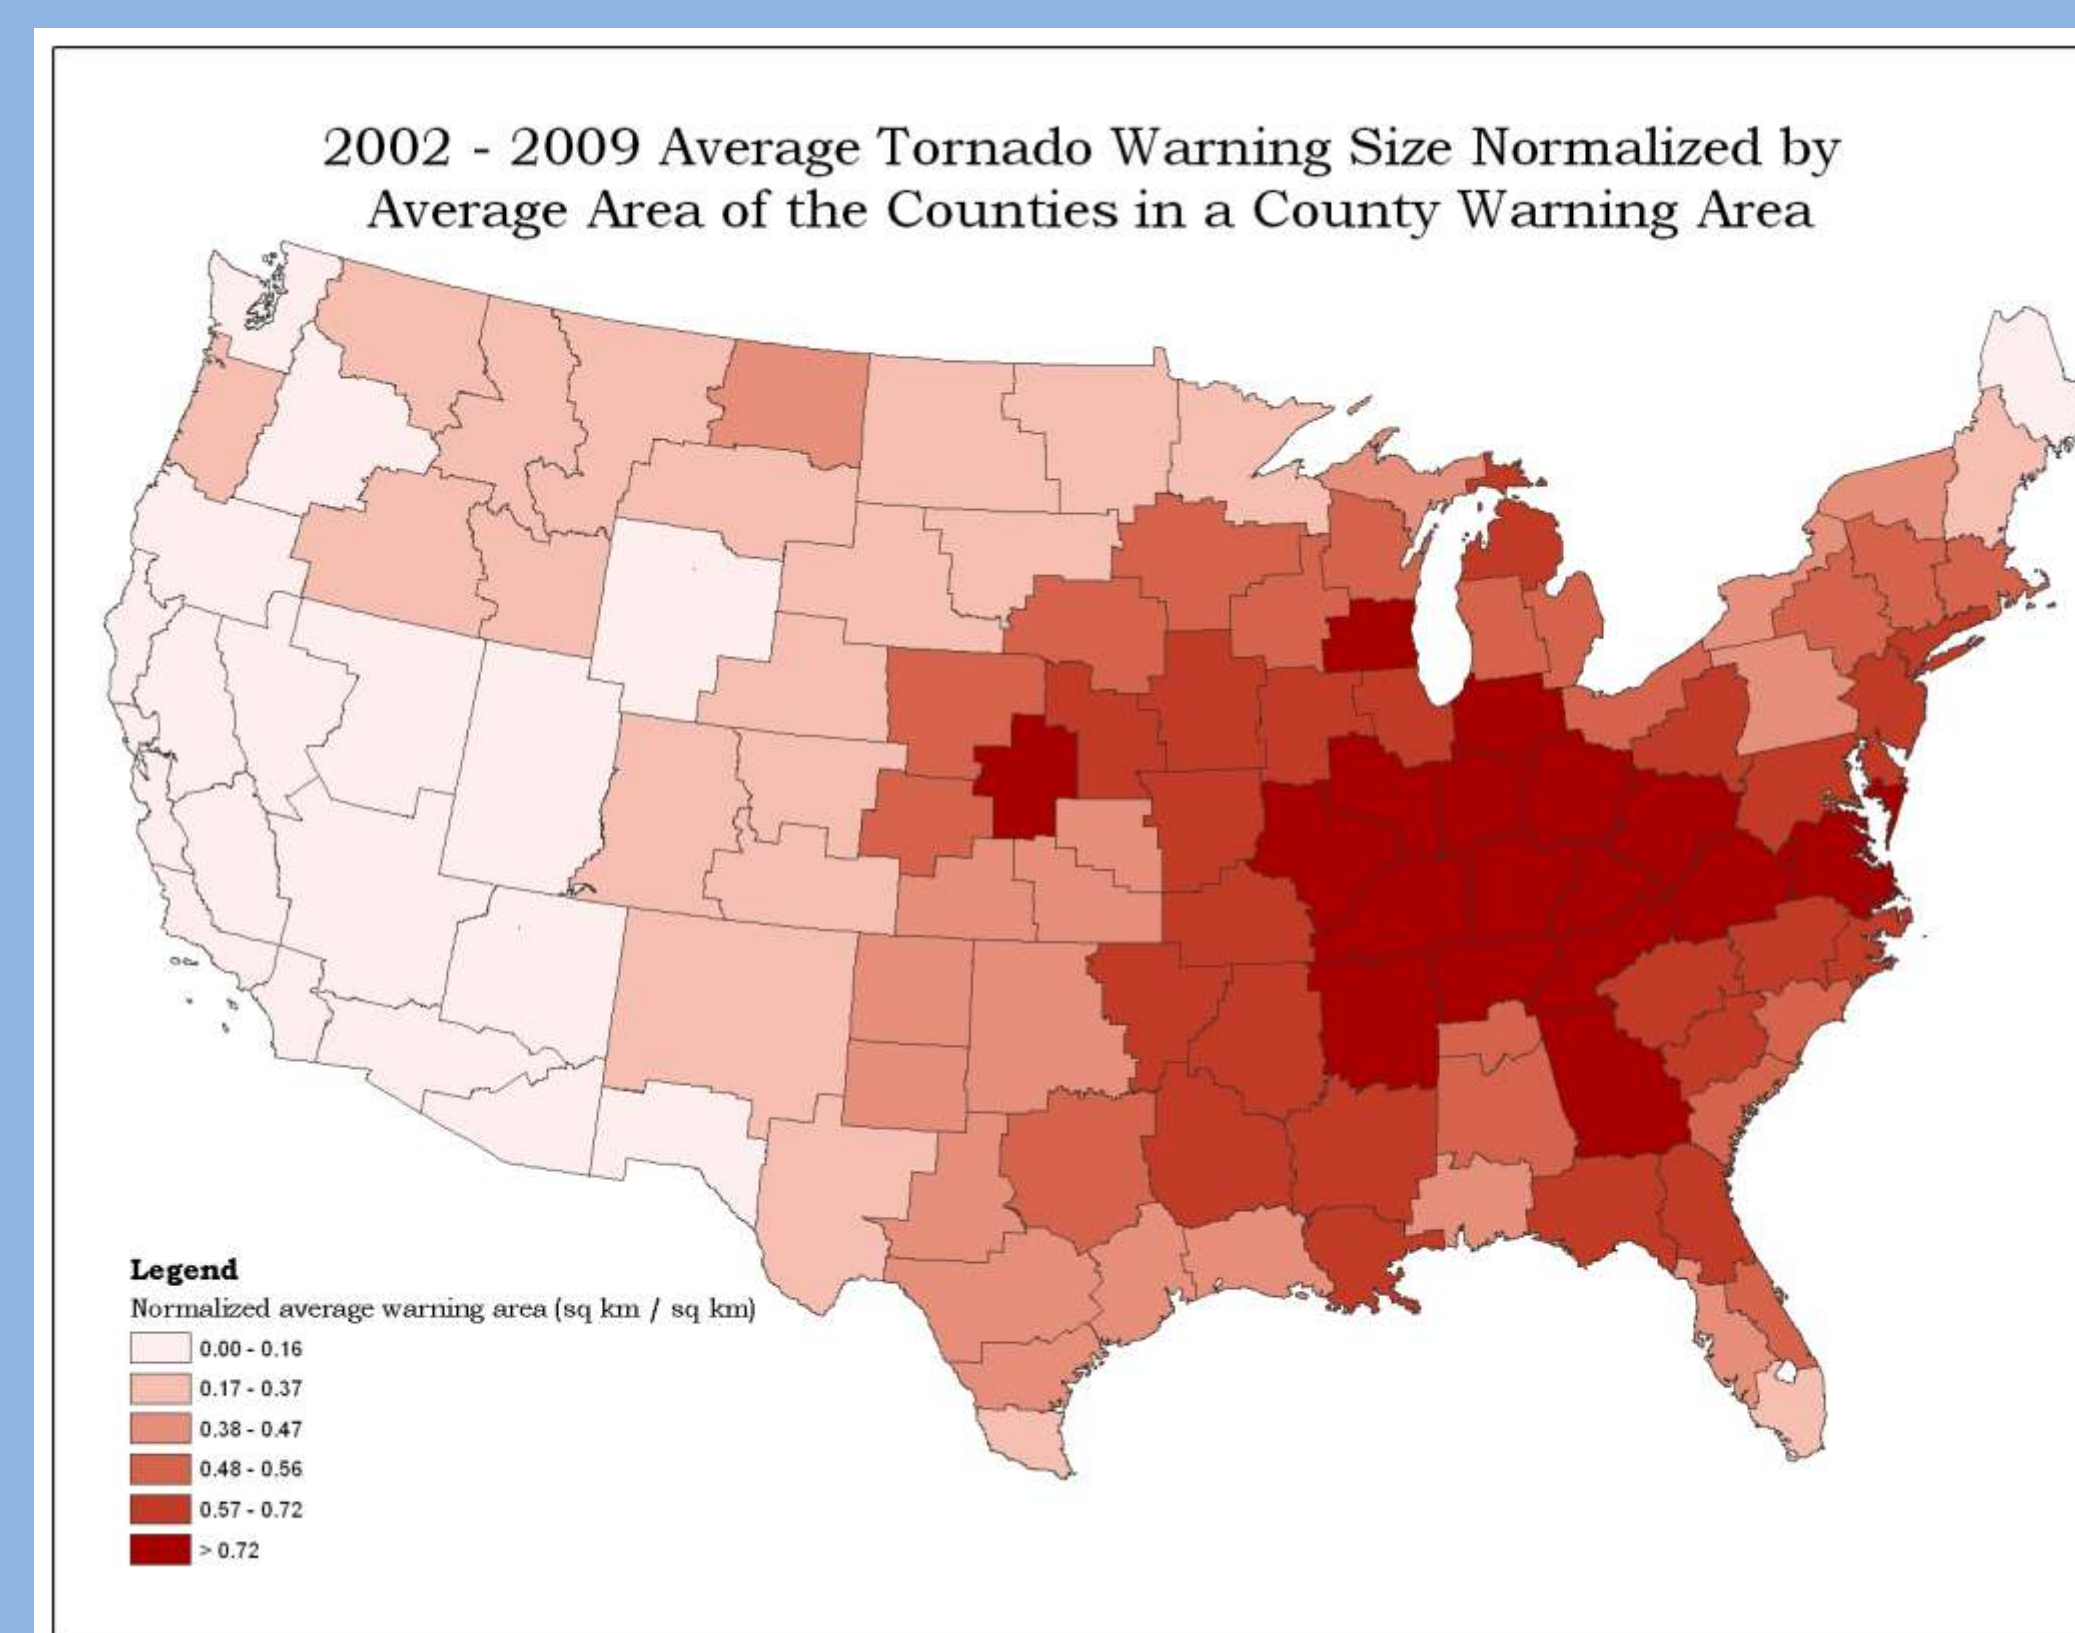 2002 - 2009 Average Tornado Warning Size Normalized by
Average Area of the Counties in a County Warning Area
Legend
Normalized average warning area (sq km / sq km)
0.00 - 0.16
0.17 - 0.37
0.38 - 0.47
0.48 - 0.56
0.57 - 0.72
> 0.72